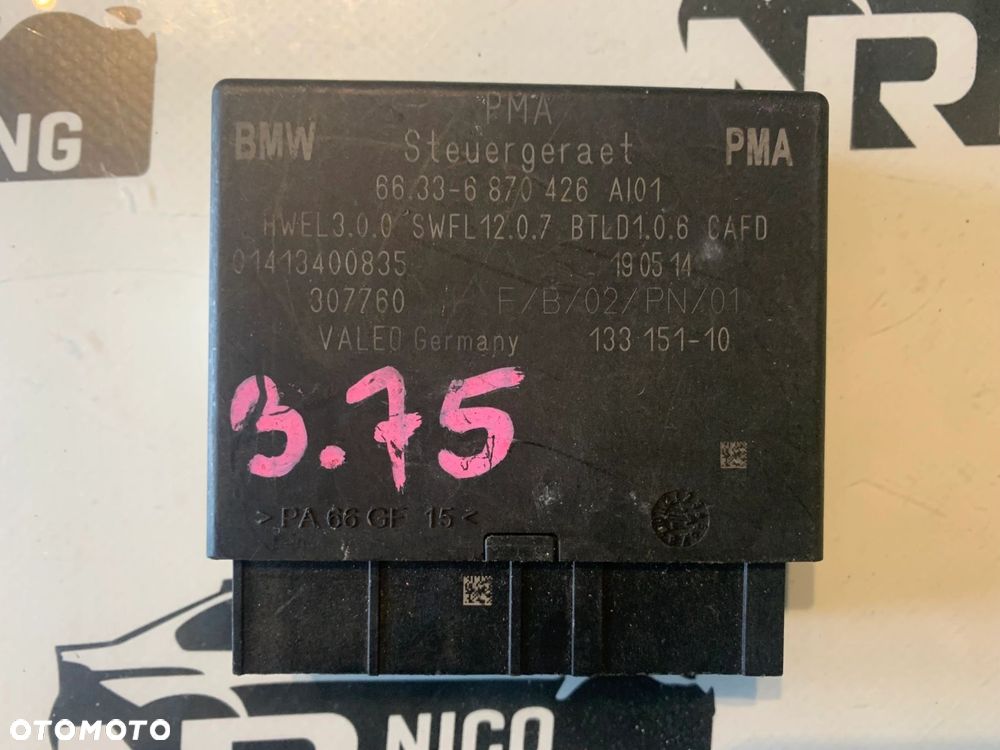 NR
NG
PMA
BMW Steuergeraet PMA
66.33-6 870 426 AI01
HWEL3.0.0 SWFL12.0.7 BTLD1.0.6 CAFD
01413400835 19 05 14
307760 F/B/02/PN/01
VALEO Germany 133 151-10
3.75
>PA 66 GF 15<
NICO
OTOMOTO